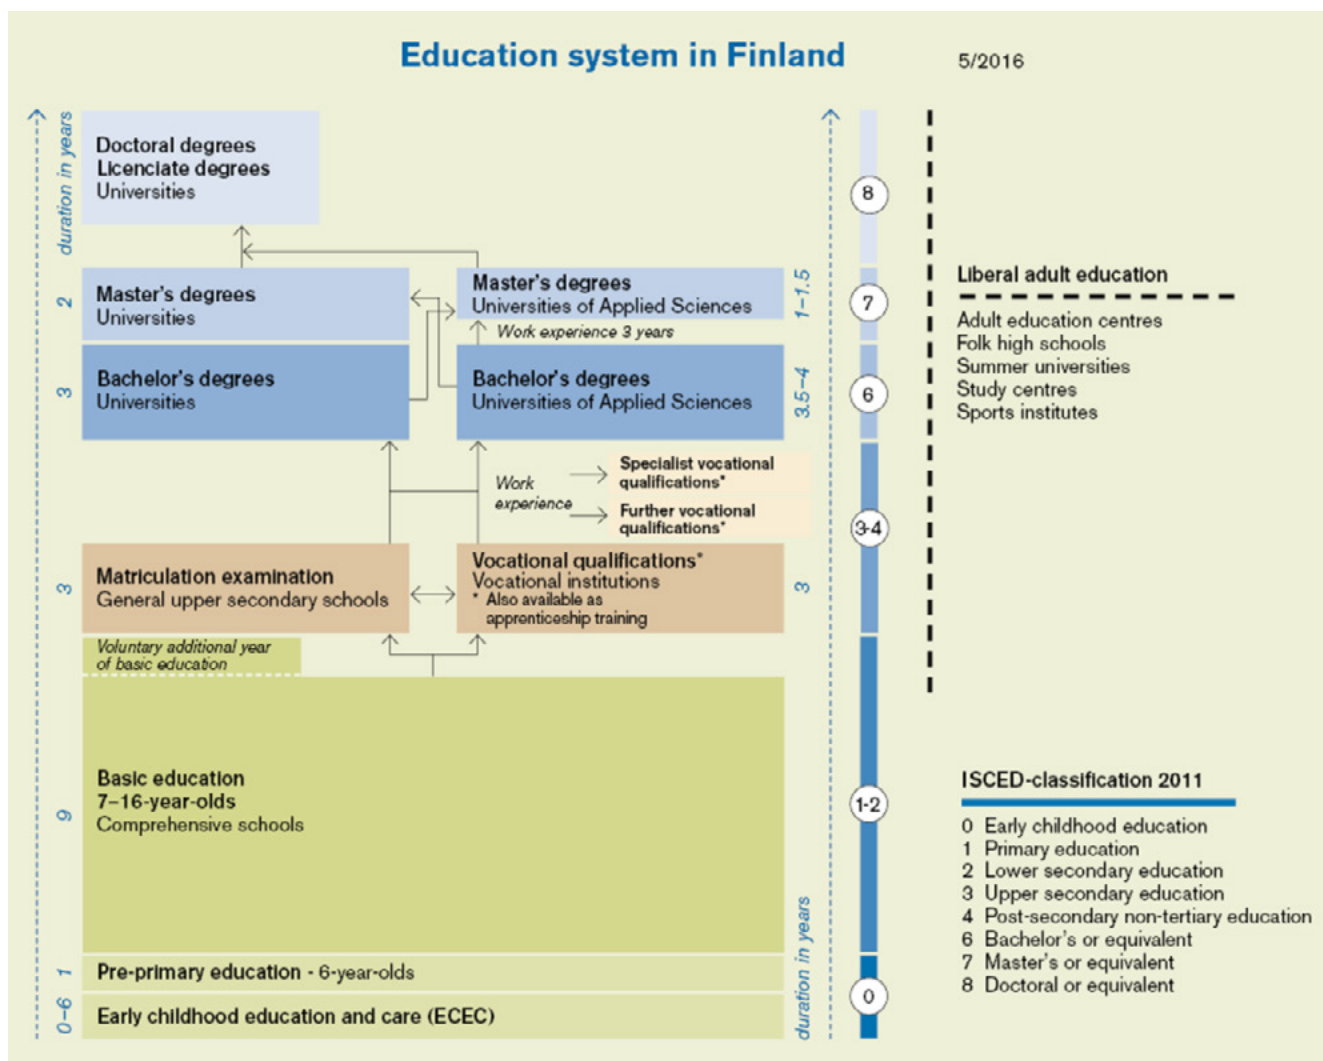 Education system in Finland
5/2016
duration in years
Doctoral degrees
Licenciate degrees
Universities
8
2
Master's degrees
Universities
Master's degrees
Universities of Applied Sciences
1–1.5
7
Work experience 3 years
3
Bachelor's degrees
Universities
Bachelor's degrees
Universities of Applied Sciences
3.5–4
6
Work
experience
Specialist vocational
qualifications*
Further vocational
qualifications*
3-4
3
Matriculation examination
General upper secondary schools
Vocational qualifications*
Vocational institutions
* Also available as
apprenticeship training
3
Voluntary additional year
of basic education
9
Basic education
7–16-year-olds
Comprehensive schools
1-2
1
Pre-primary education - 6-year-olds
0–6
Early childhood education and care (ECEC)
duration in years
0
Liberal adult education
Adult education centres
Folk high schools
Summer universities
Study centres
Sports institutes
ISCED-classification 2011
0 Early childhood education
1 Primary education
2 Lower secondary education
3 Upper secondary education
4 Post-secondary non-tertiary education
6 Bachelor's or equivalent
7 Master's or equivalent
8 Doctoral or equivalent